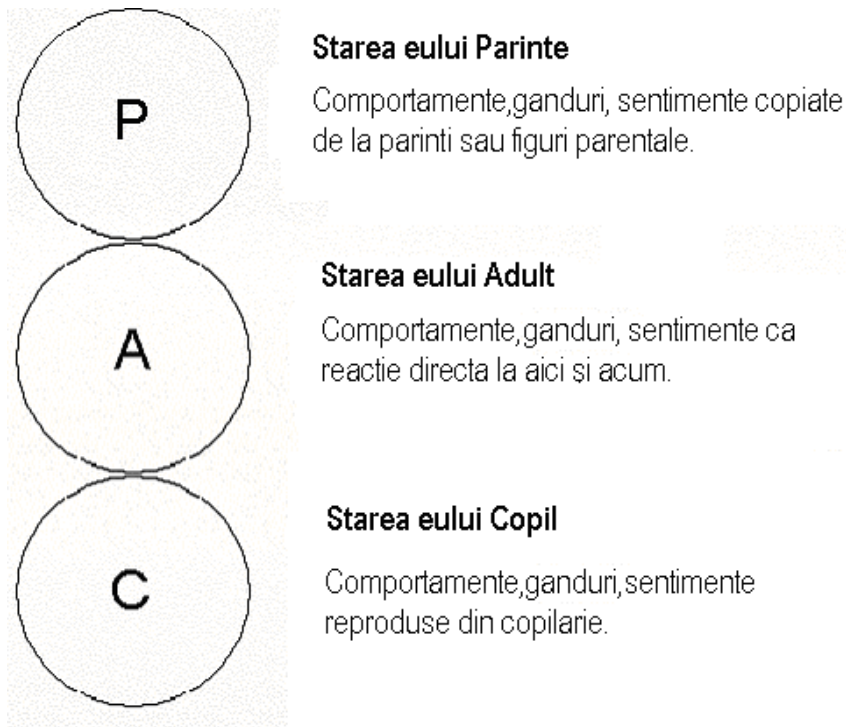 P
Starea eului Parinte
Comportamente,ganduri, sentimente copiate
de la parinti sau figuri parentale.
A
Starea eului Adult
Comportamente,ganduri, sentimente ca
reactie directa la aici și acum.
C
Starea eului Copil
Comportamente,ganduri,sentimente
reproduse din copilarie.